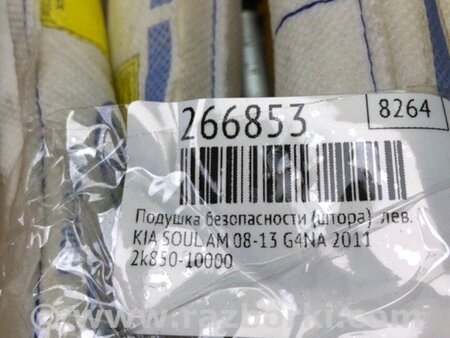 266853
8264
Подушка безопасности (штора) лев.
KIA SOUL AM 08-13 G4NA 2011
2k850-10000
www.razborki.com